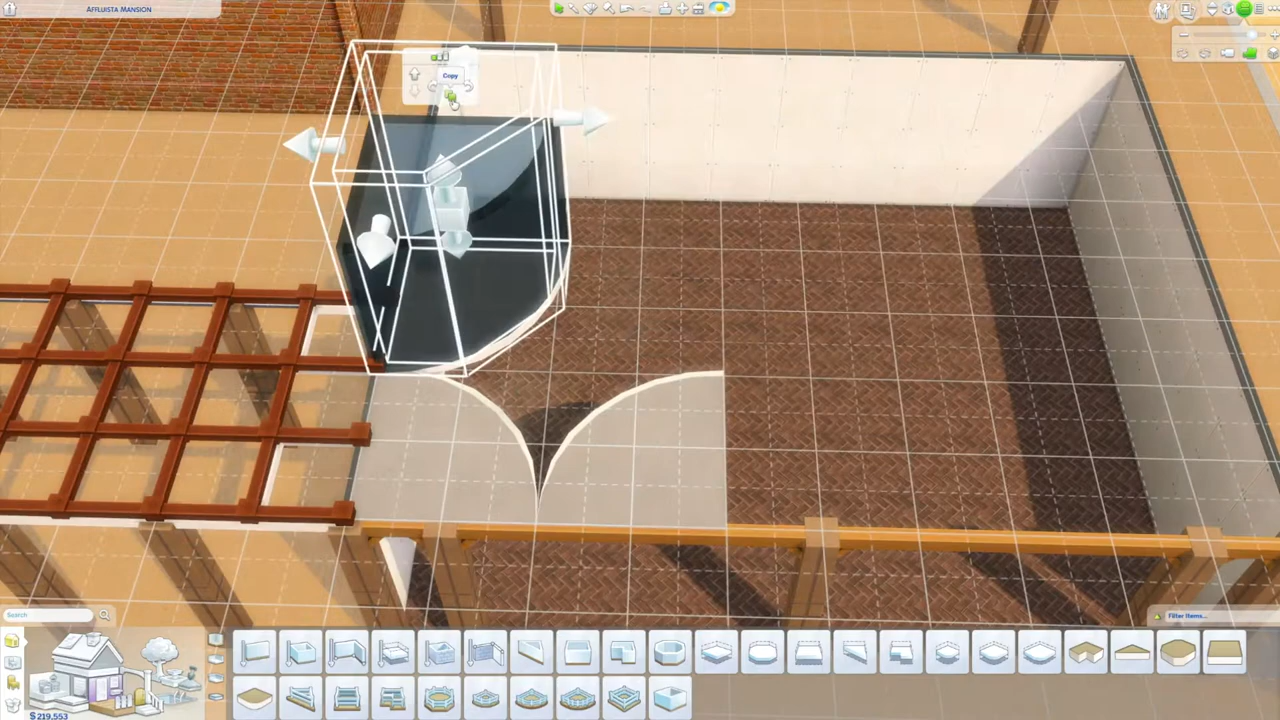 AFFLUISTA MANSION
Copy
Search
Filter Items...
$219,553